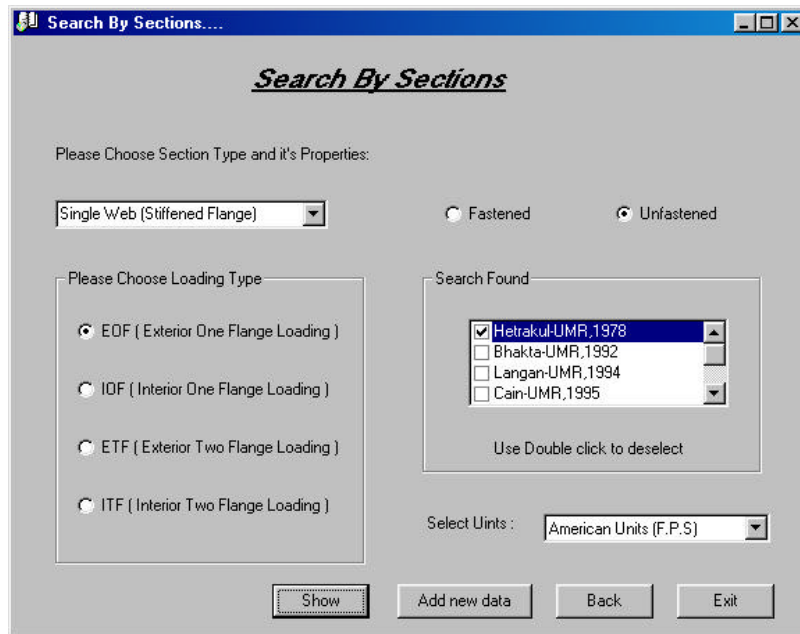 Search By Sections....
Search By Sections
Please Choose Section Type and it's Properties:
Single Web (Stiffened Flange)
Fastened
Unfastened
Please Choose Loading Type
EOF ( Exterior One Flange Loading )
IOF ( Interior One Flange Loading )
ETF ( Exterior Two Flange Loading )
ITF ( Interior Two Flange Loading )
Search Found
Hetrakul-UMR,1978
Bhakta-UMR,1992
Langan-UMR,1994
Cain-UMR,1995
Use Double click to deselect
Select Uints :
American Units (F.P.S)
Show
Add new data
Back
Exit